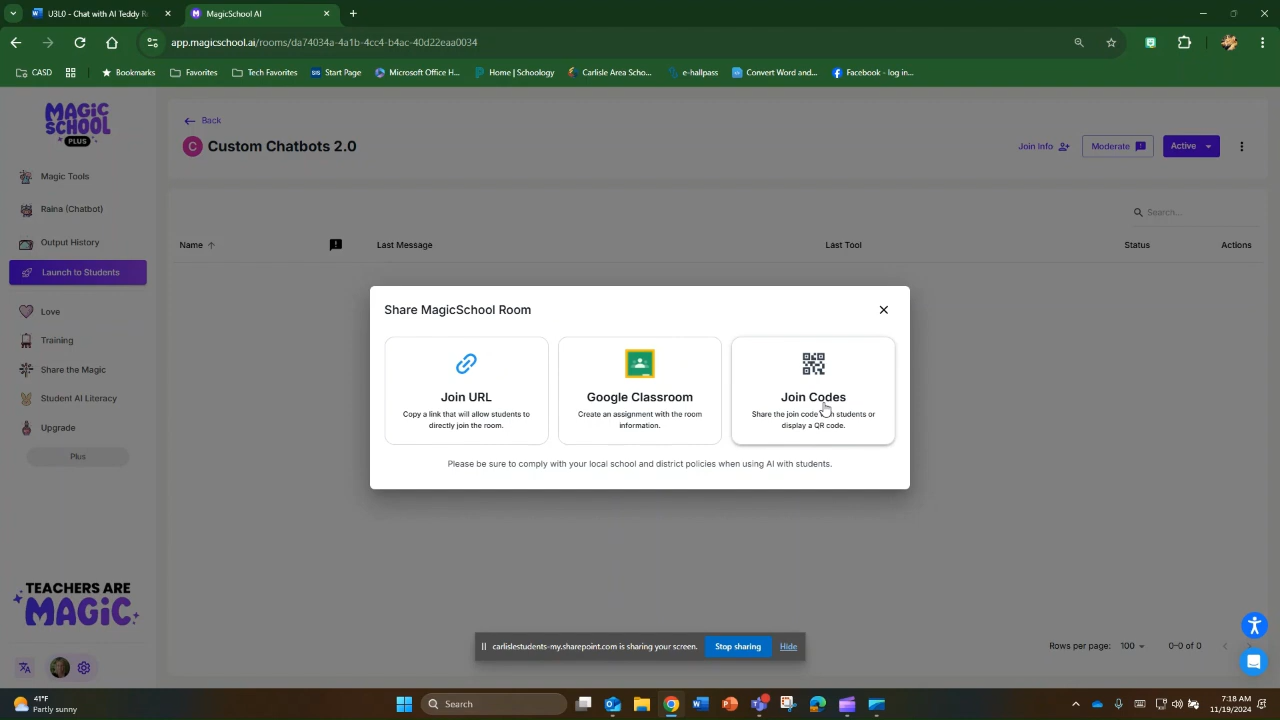 U3L0 - Chat with AI Teddy R
MagicSchool AI
app.magicschool.ai/rooms/da74034a-4a1b-4cc4-b4ac-40d22eaa0034
CASD
Bookmarks
Favorites
Tech Favorites
Start Page
Microsoft Office H...
Home | Schoology
Carlisle Area Scho...
e-hallpass
Convert Word and...
Facebook - log in...
MAGIC
SCHOOL
PLUS
Magic Tools
Raina (Chatbot)
Output History
Launch to Students
Love
Training
Share the Magic
Student AI Literacy
Upgrade
Plus
TEACHERS ARE
MAGIC
Back
C Custom Chatbots 2.0
Join Info
Moderate
Active
Search...
Name
Last Message
Last Tool
Status
Actions
Share MagicSchool Room
Join URL
Copy a link that will allow students to
directly join the room.
Google Classroom
Create an assignment with the room
information.
Join Codes
Share the join code students or
display a QR code.
Please be sure to comply with your local school and district policies when using AI with students.
carlislestudents-my.sharepoint.com is sharing your screen.
Stop sharing
Hide
Rows per page: 100
0–0 of 0
41°F
Partly sunny
Search
7:18 AM
11/19/2024